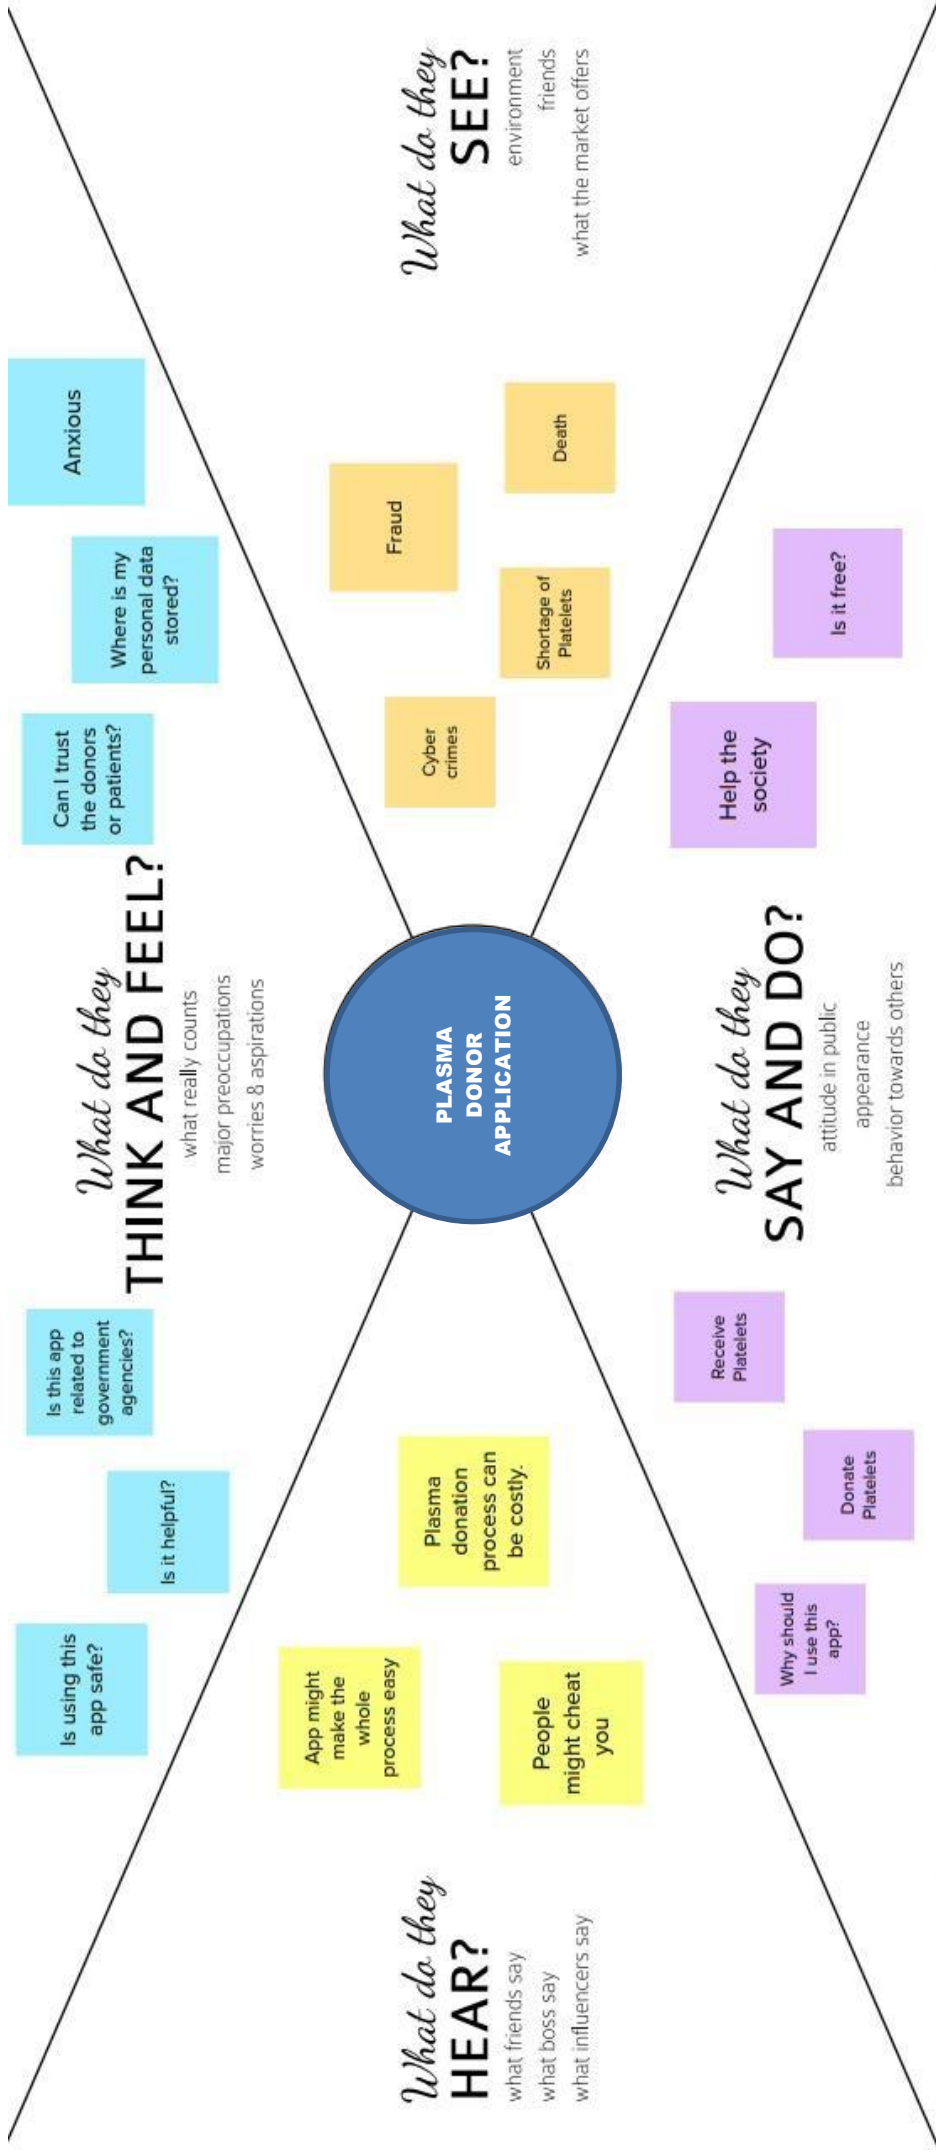 What do they
THINK AND FEEL?
what really counts
major preoccupations
worries & aspirations
Is using this
app safe?
Is it helpful?
Is this app
related to
government
agencies?
Can I trust
the donors
or patients?
Where is my
personal data
stored?
Anxious
What do they
HEAR?
what friends say
what boss say
what influencers say
App might
make the
whole
process easy
People
might cheat
you
Plasma
donation
process can
be costly.
PLASMA
DONOR
APPLICATION
Cyber
crimes
Fraud
Shortage of
Platelets
Death
What do they
SEE?
environment
friends
what the market offers
What do they
SAY AND DO?
attitude in public
appearance
behavior towards others
Why should
I use this
app?
Donate
Platelets
Receive
Platelets
Help the
society
Is it free?